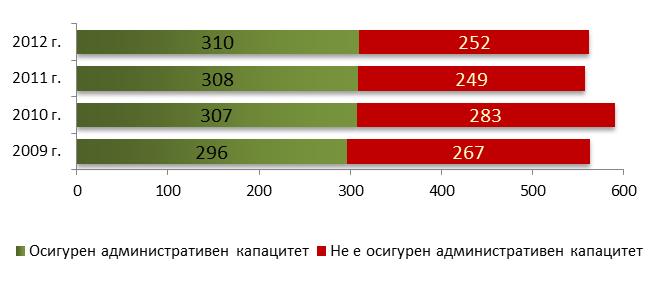 2012 г. 310 252
2011 г. 308 249
2010 г. 307 283
2009 г. 296 267
0 100 200 300 400 500 600
Осигурен административен капацитет Не е осигурен административен капацитет